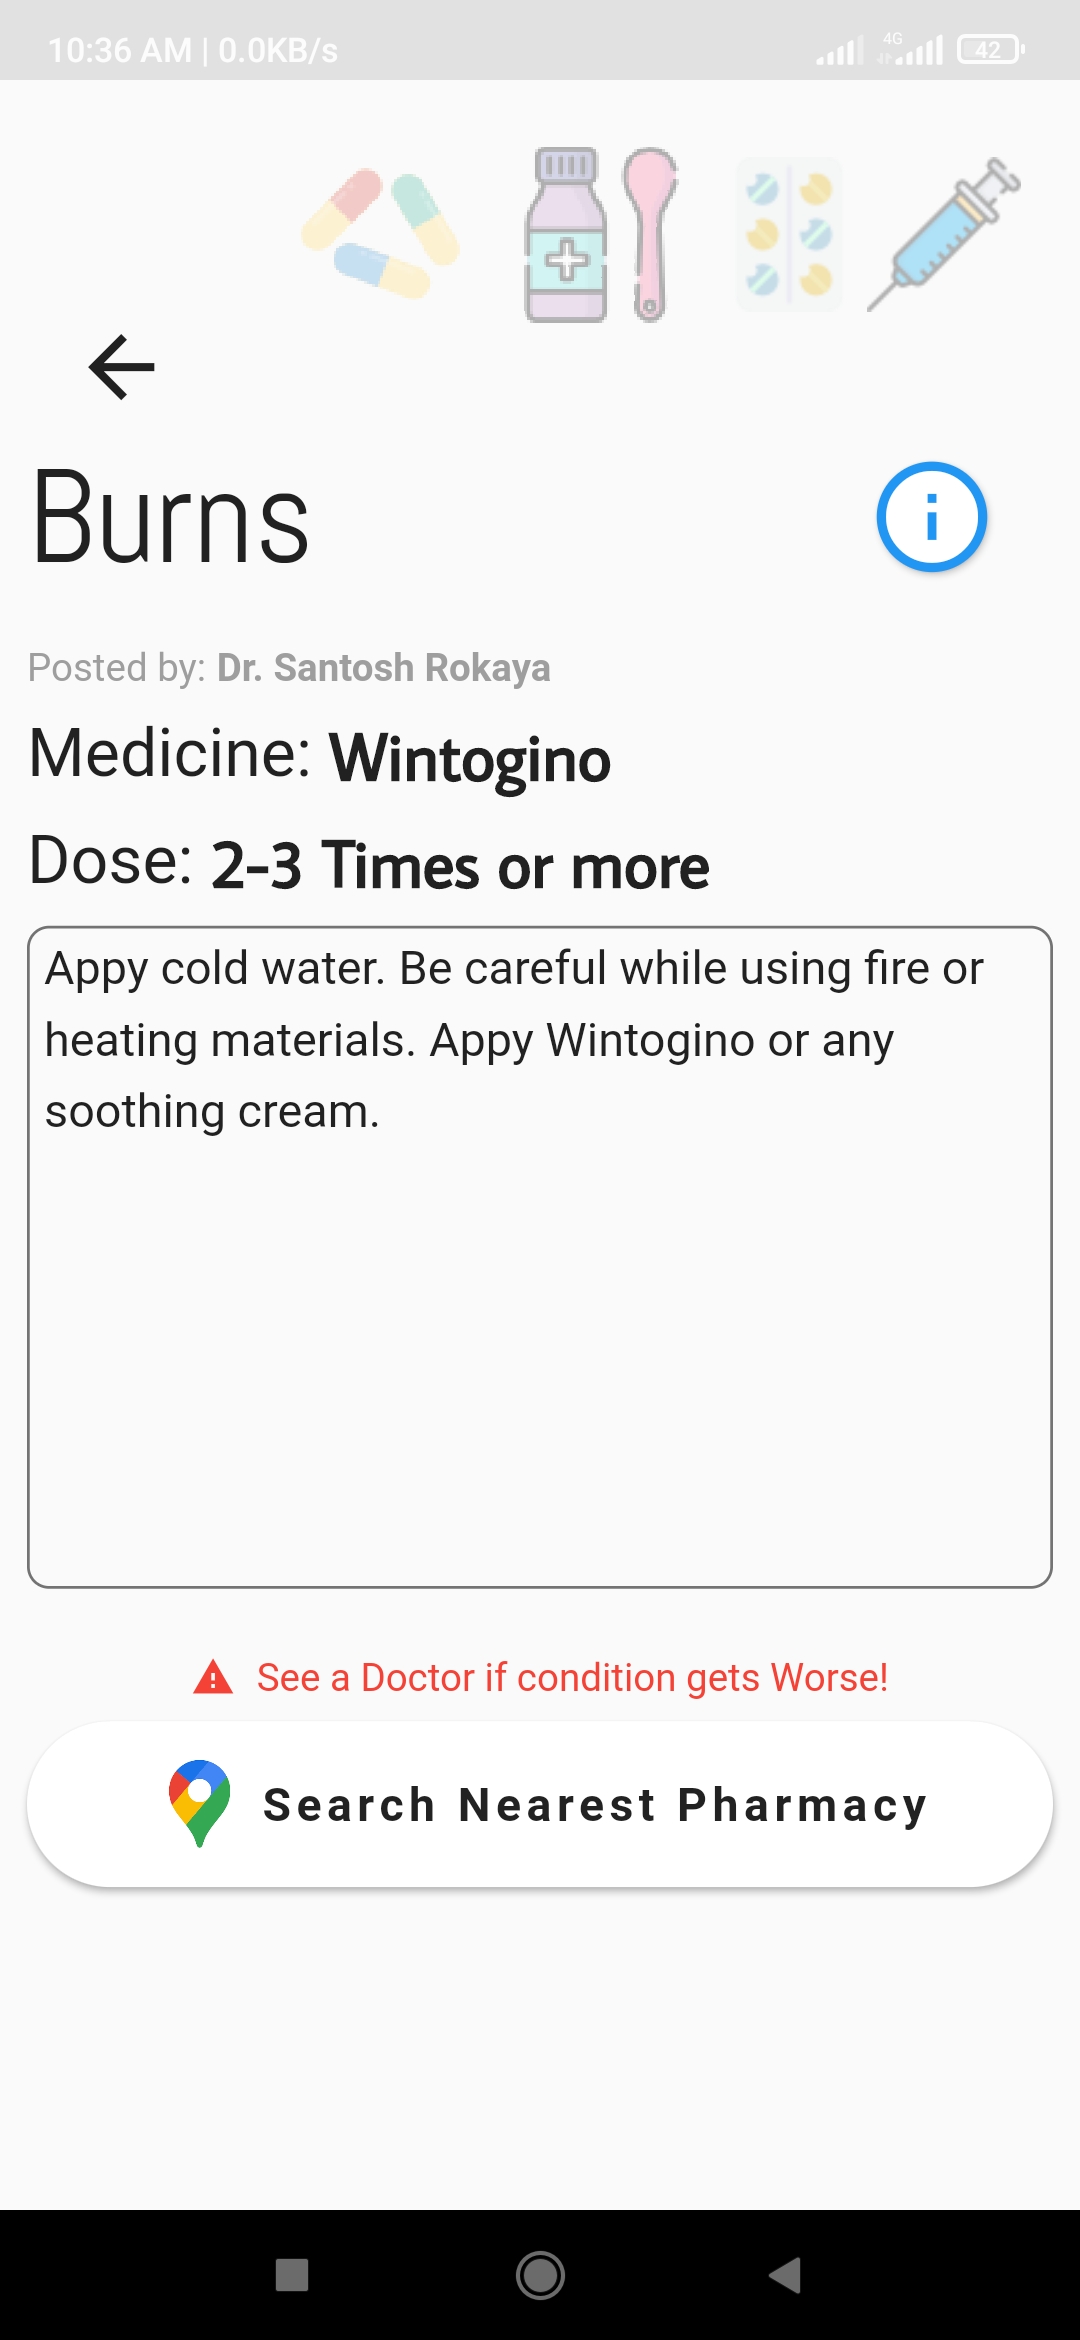 10:36 AM | 0.0KB/s 4G 42
Burns
Posted by: Dr. Santosh Rokaya
Medicine: Wintogino
Dose: 2-3 Times or more
Appy cold water. Be careful while using fire or
heating materials. Appy Wintogino or any
soothing cream.
See a Doctor if condition gets Worse!
Search Nearest Pharmacy